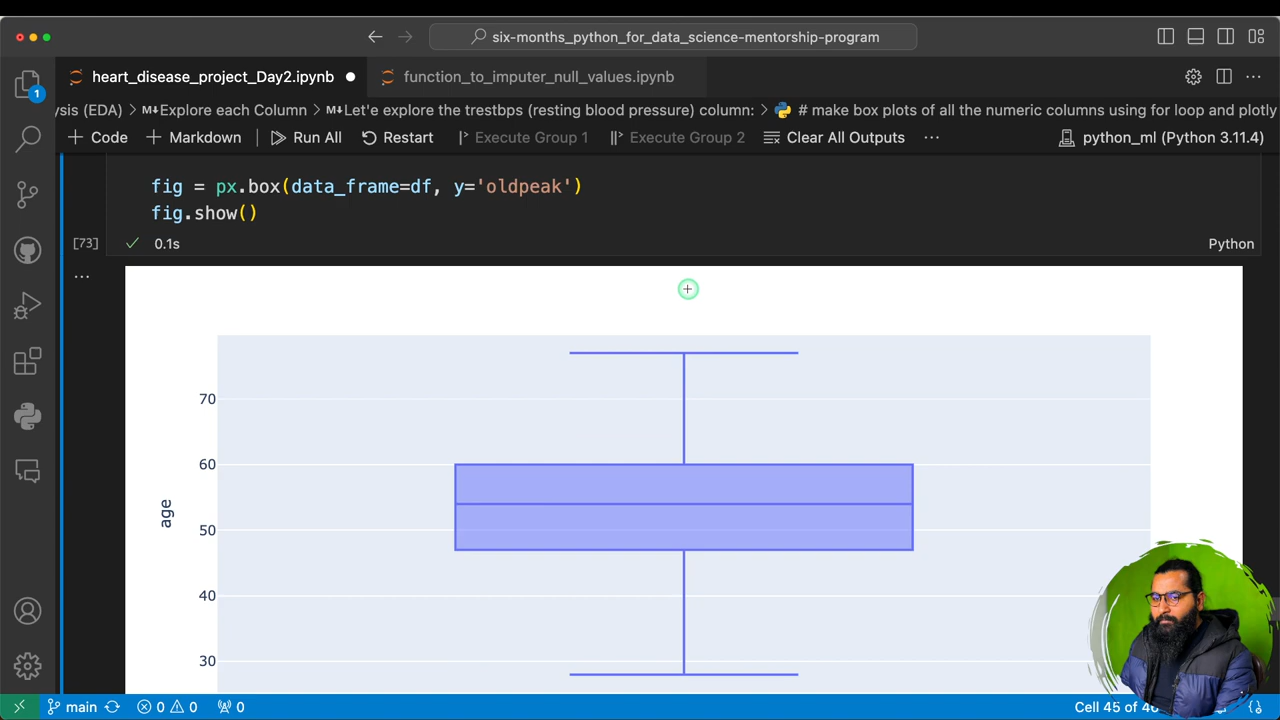 six-months_python_for_data_science-mentorship-program
heart_disease_project_Day2.ipynb
function_to_imputer_null_values.ipynb
ysis (EDA) > M↓Explore each Column > M↓Let'e explore the trestbps (resting blood pressure) column: > # make box plots of all the numeric columns using for loop and plotly
+ Code + Markdown Run All Restart Execute Group 1 Execute Group 2 Clear All Outputs ... python_ml (Python 3.11.4)
1
fig = px.box(data_frame=df, y='oldpeak')
fig.show()
[73] ✓ 0.1s Python
...
70
60
age
50
40
30
main 0 0 0 Cell 45 of 46